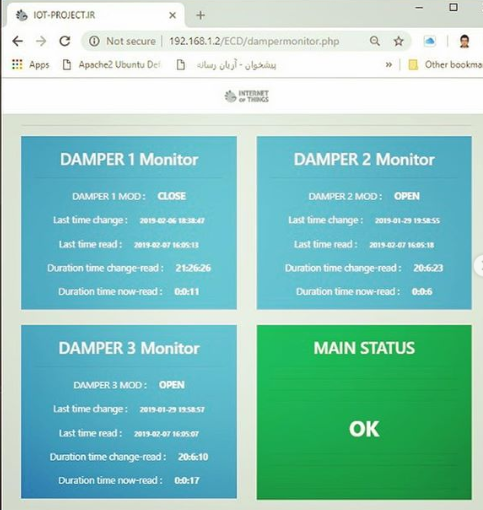 IOT-PROJECT.IR
Not secure | 192.168.1.2/ECD/dampermonitor.php
Apps
Apache2 Ubuntu Def
پیشخوان - آریان رسانه
»
Other bookma
INTERNET
OF THINGS
DAMPER 1 Monitor
DAMPER 1 MOD : CLOSE
Last time change : 2019-02-06 18:38:47
Last time read : 2019-02-07 16:05:13
Duration time change-read : 21:26:26
Duration time now-read : 0:0:11
DAMPER 2 Monitor
DAMPER 2 MOD : OPEN
Last time change : 2019-01-29 19:58:55
Last time read : 2019-02-07 16:05:18
Duration time change-read : 20:6:23
Duration time now-read : 0:0:6
DAMPER 3 Monitor
DAMPER 3 MOD : OPEN
Last time change : 2019-01-29 19:58:57
Last time read : 2019-02-07 16:05:07
Duration time change-read : 20:6:10
Duration time now-read : 0:0:17
MAIN STATUS
OK